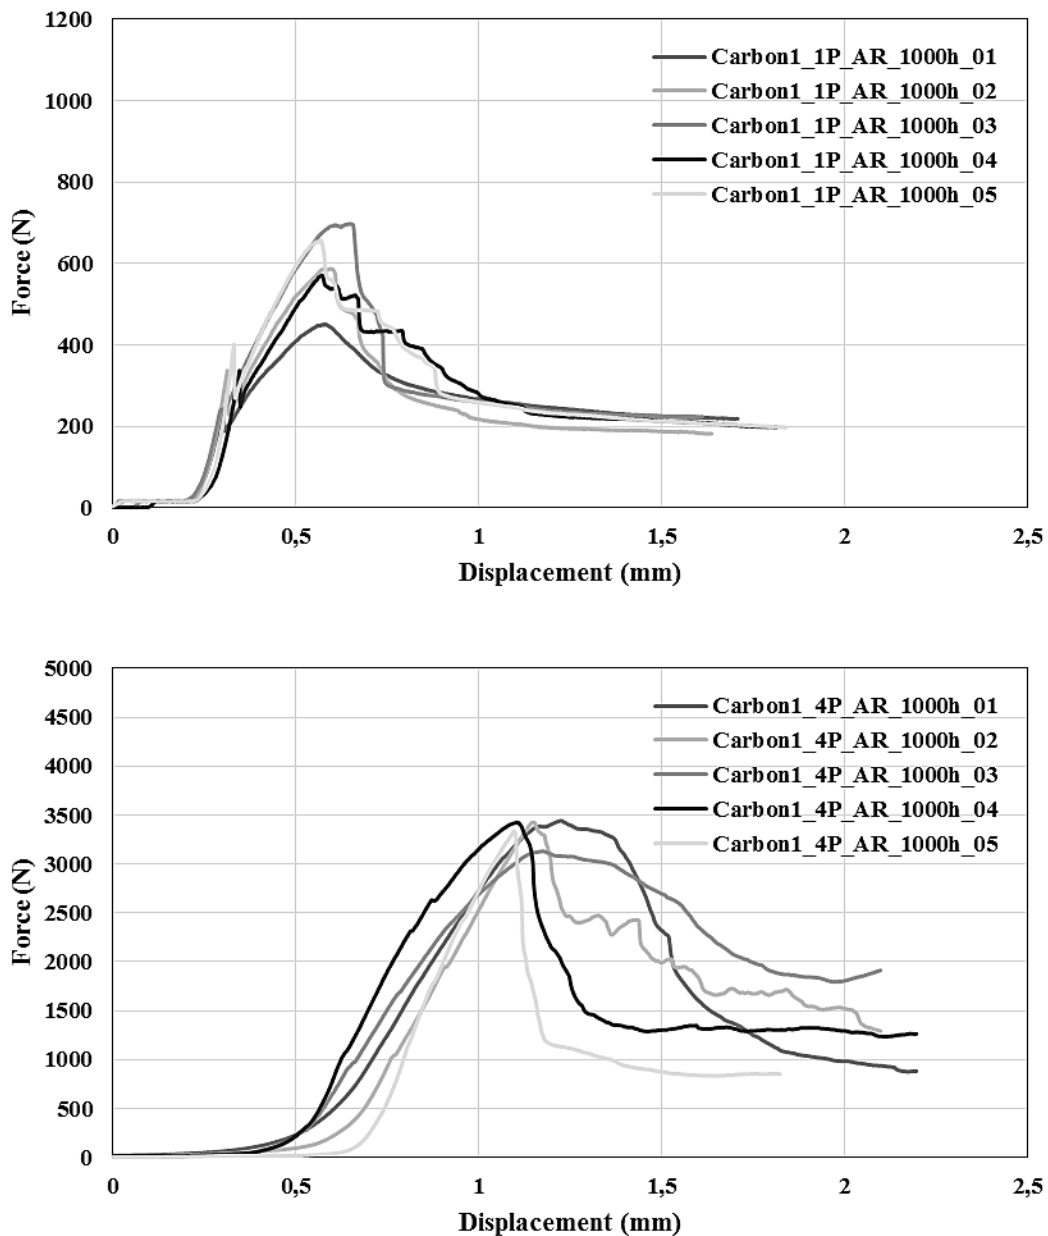 1200
1000
800
600
400
200
0
Force (N)
Carbon1_1P_AR_1000h_01
Carbon1_1P_AR_1000h_02
Carbon1_1P_AR_1000h_03
Carbon1_1P_AR_1000h_04
Carbon1_1P_AR_1000h_05
0 0,5 1 1,5 2 2,5
Displacement (mm)
5000
4500
4000
3500
3000
2500
2000
1500
1000
500
0
Force (N)
Carbon1_4P_AR_1000h_01
Carbon1_4P_AR_1000h_02
Carbon1_4P_AR_1000h_03
Carbon1_4P_AR_1000h_04
Carbon1_4P_AR_1000h_05
0 0,5 1 1,5 2 2,5
Displacement (mm)